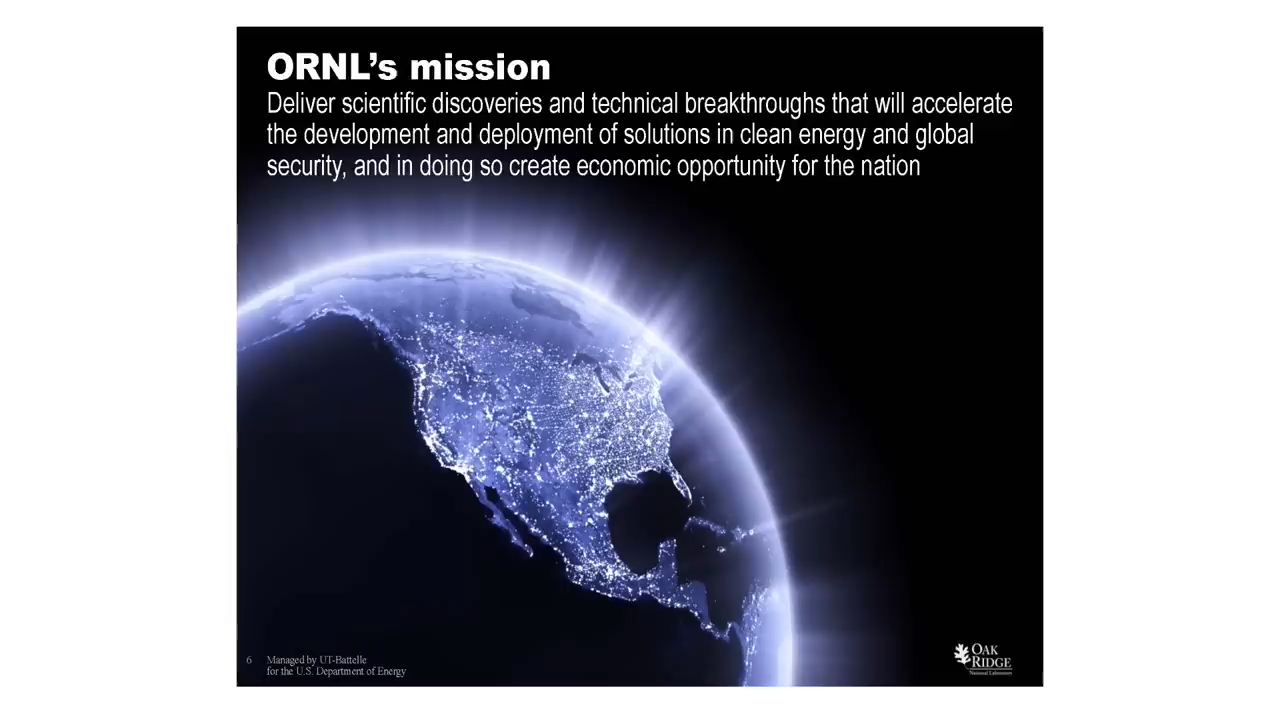 ORNL’s mission
Deliver scientific discoveries and technical breakthroughs that will accelerate
the development and deployment of solutions in clean energy and global
security, and in doing so create economic opportunity for the nation
6
Managed by UT-Battelle
for the U.S. Department of Energy
OAK
RIDGE
National Laboratory